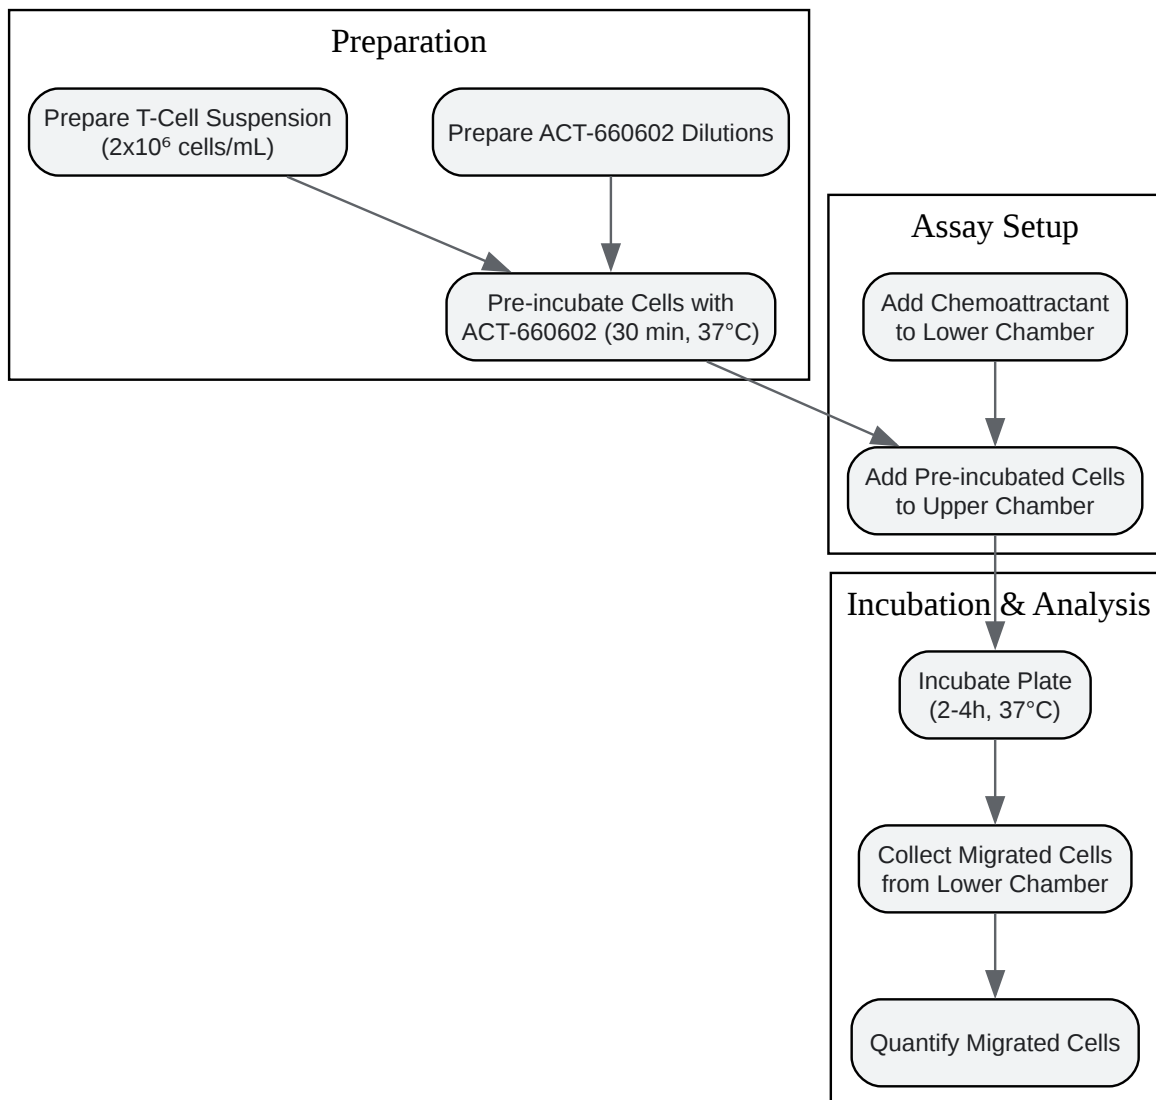 Preparation
Prepare T-Cell Suspension
(2x10⁶ cells/mL)
Prepare ACT-660602 Dilutions
Pre-incubate Cells with
ACT-660602 (30 min, 37°C)
Assay Setup
Add Chemoattractant
to Lower Chamber
Add Pre-incubated Cells
to Upper Chamber
Incubation & Analysis
Incubate Plate
(2-4h, 37°C)
Collect Migrated Cells
from Lower Chamber
Quantify Migrated Cells